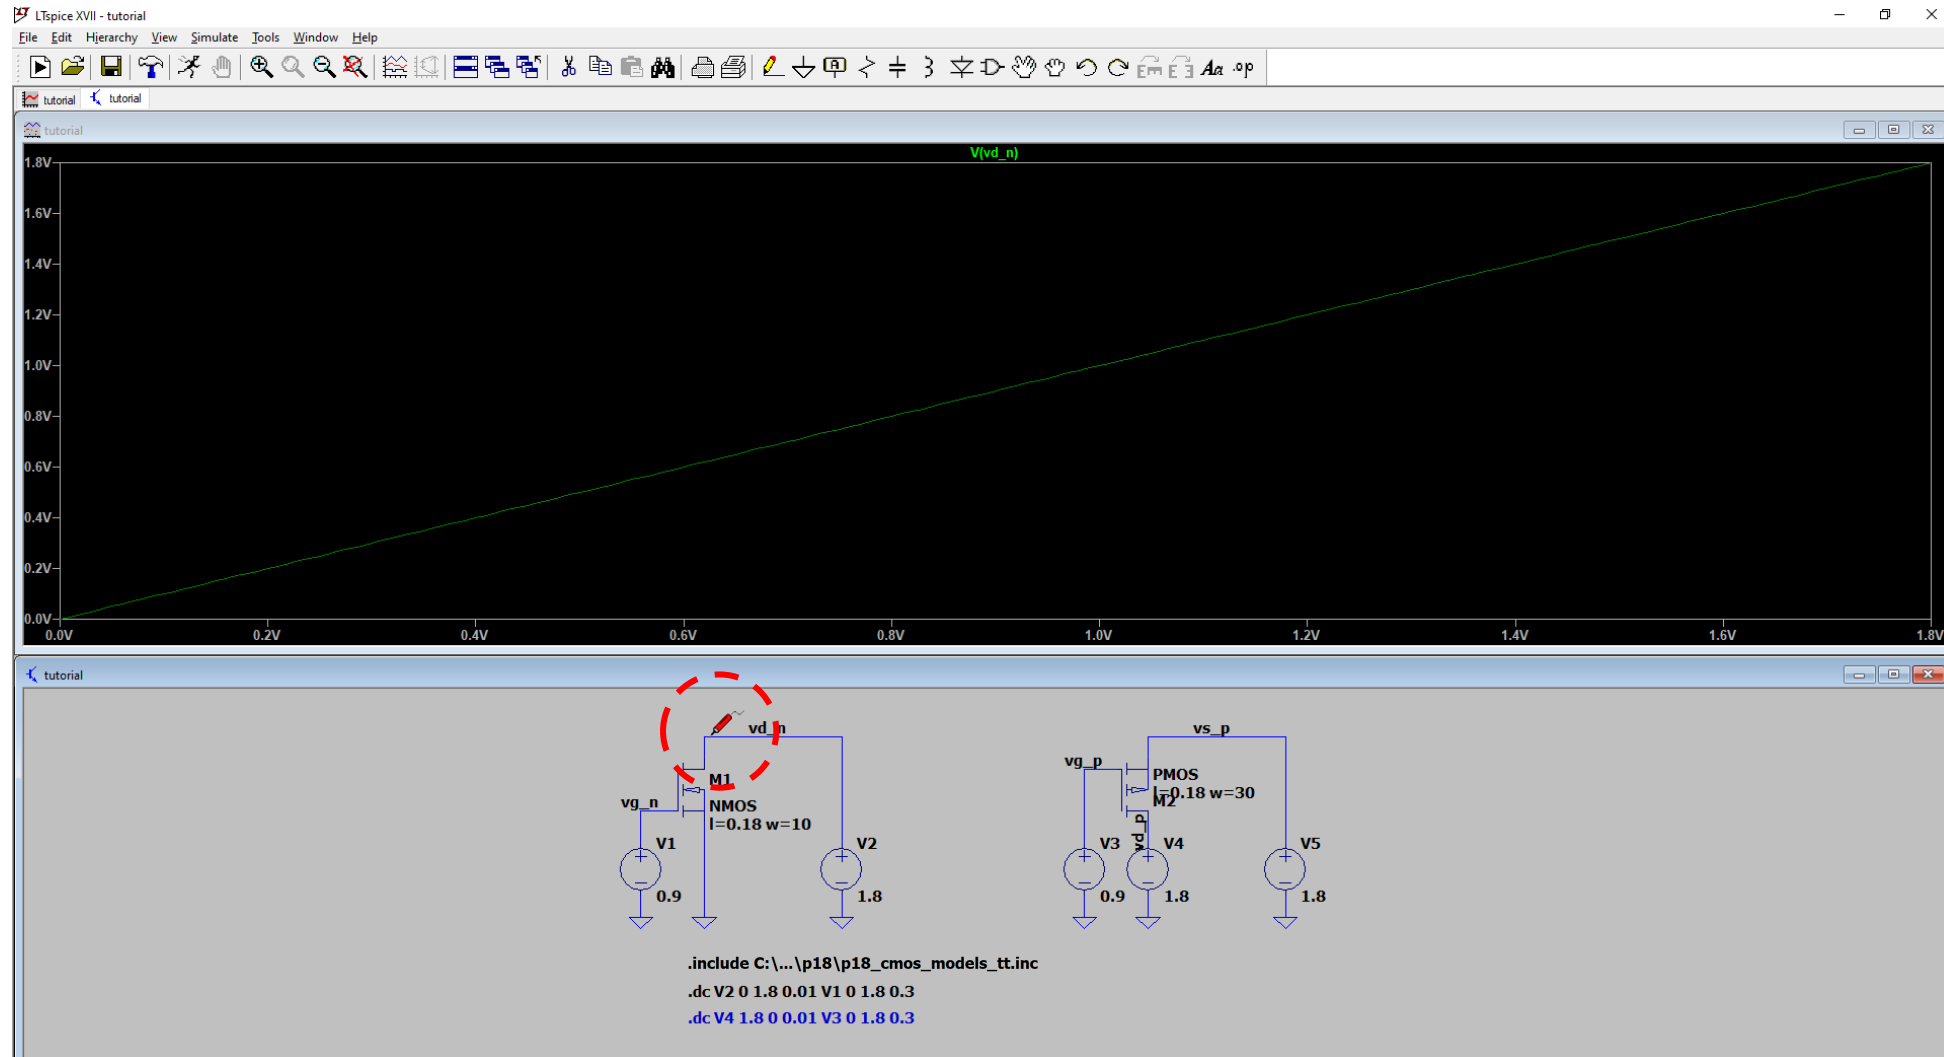 LTspice XVII - tutorial
File Edit Hierarchy View Simulate Tools Window Help
A Aa .op
tutorial tutorial
tutorial
V(vd_n)
1.8V
1.6V
1.4V
1.2V
1.0V
0.8V
0.6V
0.4V
0.2V
0.0V
0.0V 0.2V 0.4V 0.6V 0.8V 1.0V 1.2V 1.4V 1.6V 1.8V
tutorial
vd_n vs_p
vg_p
M1 PMOS
l=0.18 w=30
M2
vg_n NMOS
l=0.18 w=10
vd_p
V1 V2 V3 V4 V5
0.9 1.8 0.9 1.8 1.8
.include C:\...\p18\p18_cmos_models_tt.inc
.dc V2 0 1.8 0.01 V1 0 1.8 0.3
.dc V4 1.8 0 0.01 V3 0 1.8 0.3